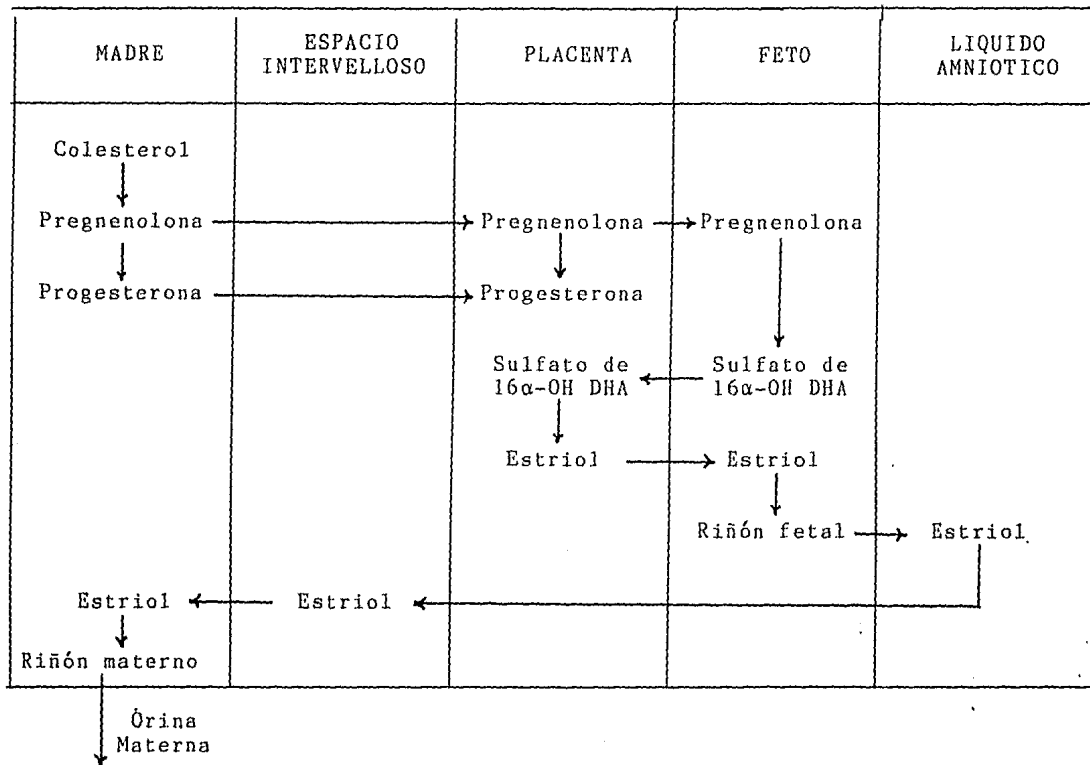 MADRE
ESPACIO
INTERVELLOSO
PLACENTA
FETO
LIQUIDO
AMNIOTICO
Colesterol
Pregnenolona
Pregnenolona
Pregnenolona
Progesterona
Progesterona
Sulfato de
16α-OH DHA
Sulfato de
16α-OH DHA
Estriol
Estriol
Riñón fetal
Estriol
Estriol
Estriol
Riñón materno
Órina
Materna